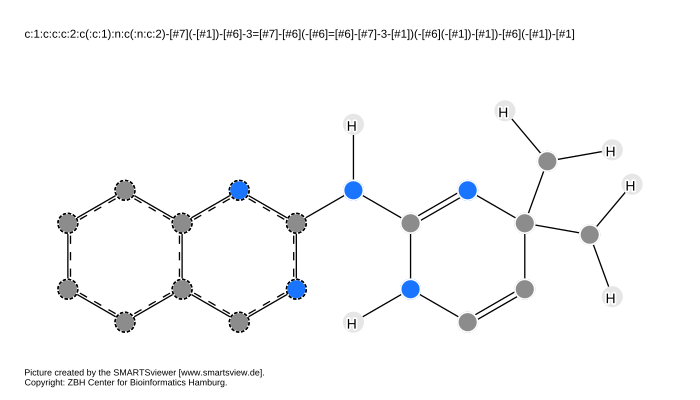 c:1:c:c:c:2:c(:c:1):n:c(:n:c:2)-[#7](-[#1])-[#6]-3=[#7]-[#6](-[#6]=[#6]-[#7]-3-[#1])(-[#6](-[#1])-[#1])-[#6](-[#1])-[#1]
H
H
H
H
H
H
Picture created by the SMARTSviewer [www.smartsview.de].
Copyright: ZBH Center for Bioinformatics Hamburg.